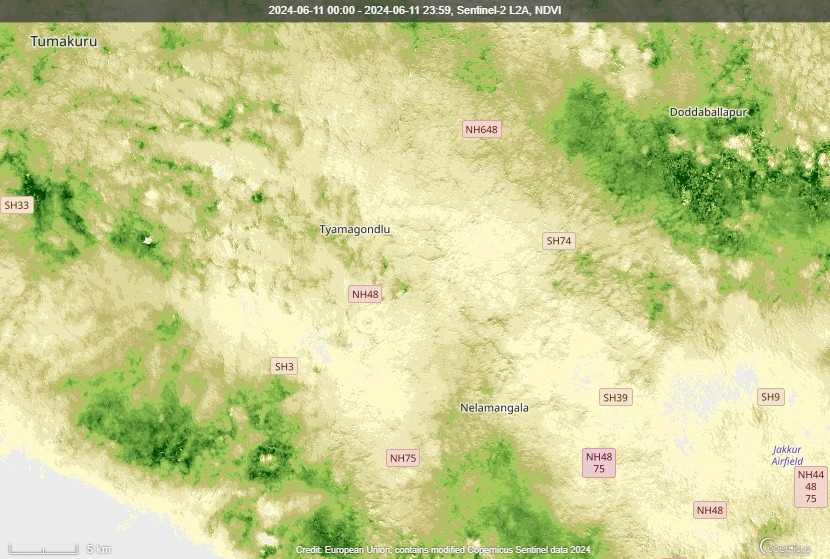 2024-06-11 00:00 - 2024-06-11 23:59, Sentinel-2 L2A, NDVI
Tumakuru
Doddaballapur
NH648
SH33
Tyamagondlu
SH74
NH48
SH3
SH39
SH9
Nelamangala
Jakkur
Airfield
NH75
NH48
75
NH44
48
75
NH48
5 km
Credit: European Union, contains modified Copernicus Sentinel data 2024